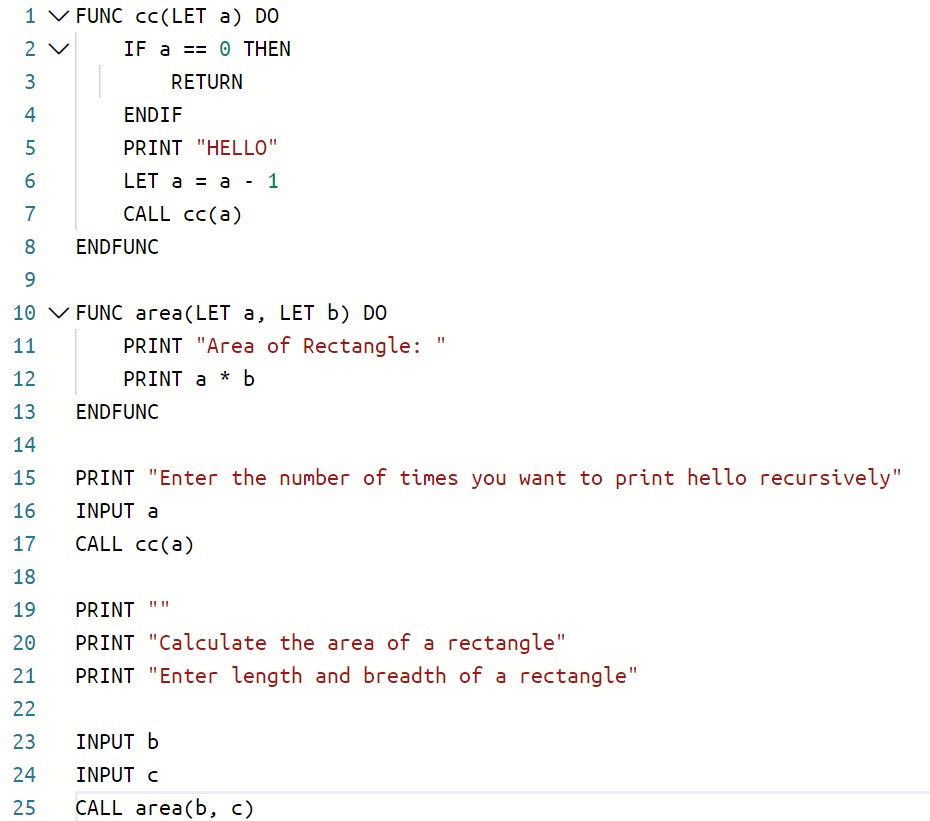 1 FUNC cc(LET a) DO
2     IF a == 0 THEN
3         RETURN
4     ENDIF
5     PRINT "HELLO"
6     LET a = a - 1
7     CALL cc(a)
8 ENDFUNC
9
10 FUNC area(LET a, LET b) DO
11     PRINT "Area of Rectangle: "
12     PRINT a * b
13 ENDFUNC
14
15 PRINT "Enter the number of times you want to print hello recursively"
16 INPUT a
17 CALL cc(a)
18
19 PRINT ""
20 PRINT "Calculate the area of a rectangle"
21 PRINT "Enter length and breadth of a rectangle"
22
23 INPUT b
24 INPUT c
25 CALL area(b, c)